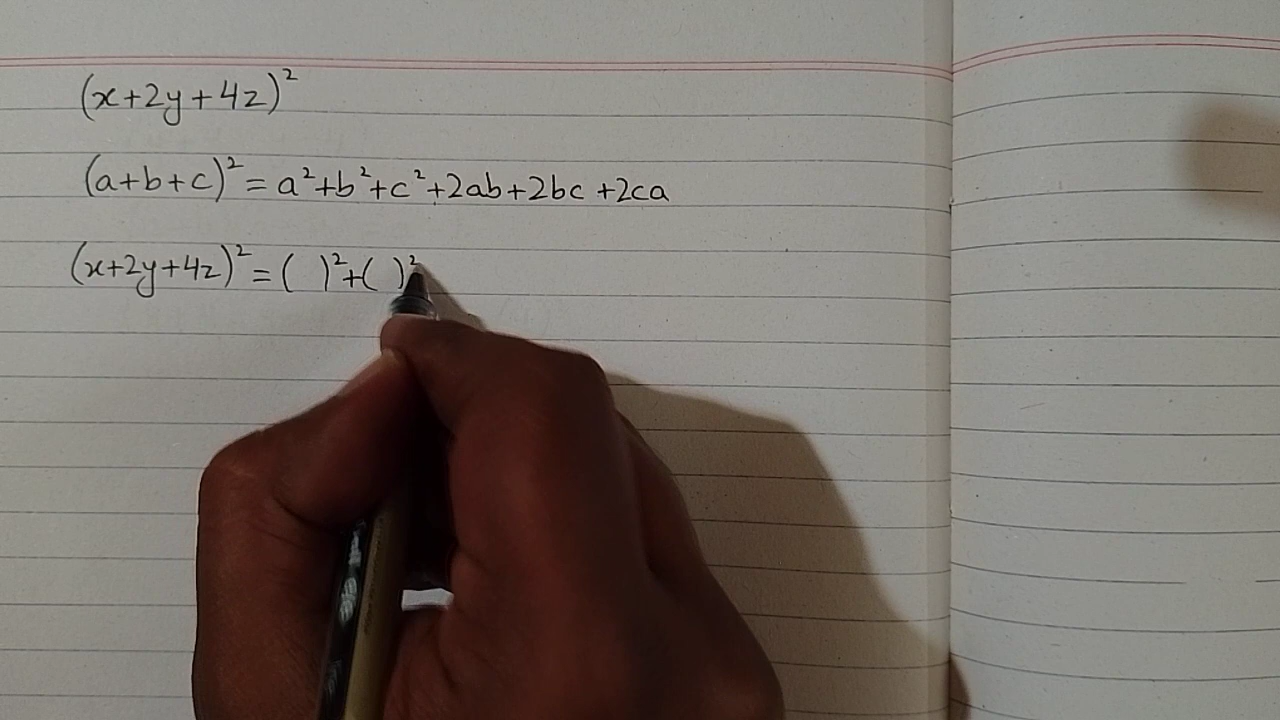 (x+2y+4z)²
(a+b+c)² = a²+b²+c²+2ab+2bc+2ca
(x+2y+4z)² = ( )²+( )²